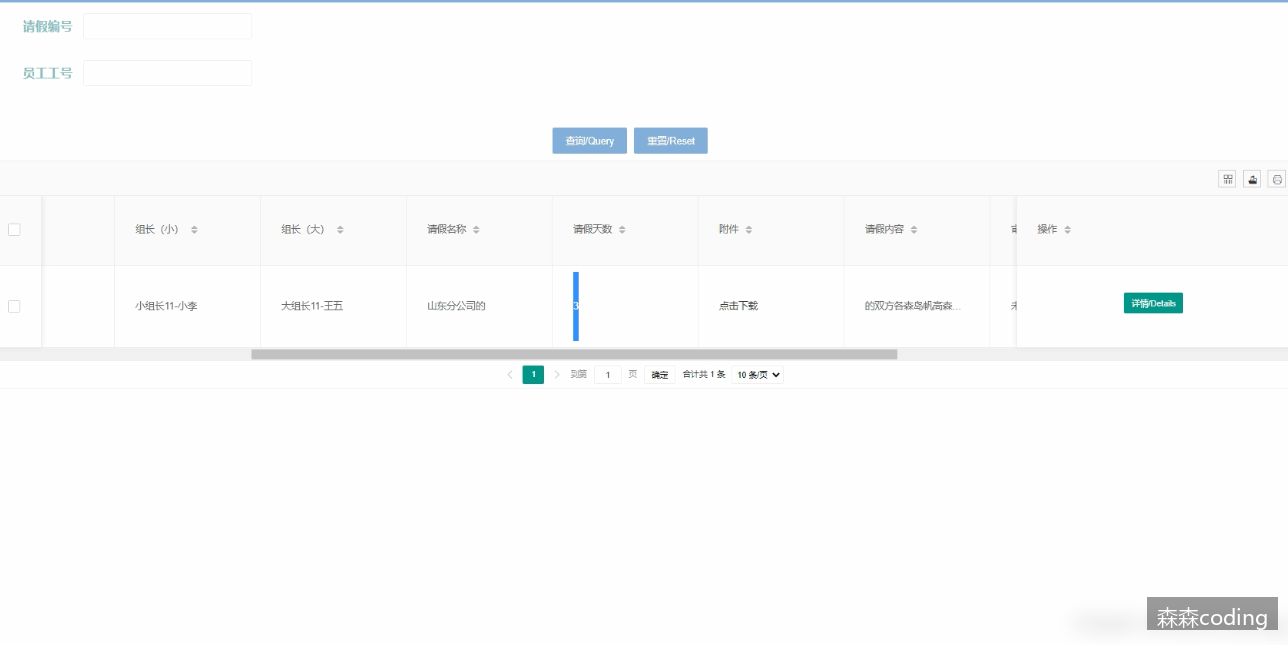 请假编号
员工工号
查询/Query 重置/Reset
组长（小） 组长（大） 请假名称 请假天数 附件 请假内容 操作
小组长11-小李 大组长11-王五 山东分公司的 3 点击下载 的双方各森岛帆高森... 详情/Details
1 到第 1 页 确定 合计共 1 条 10 条/页
森森coding